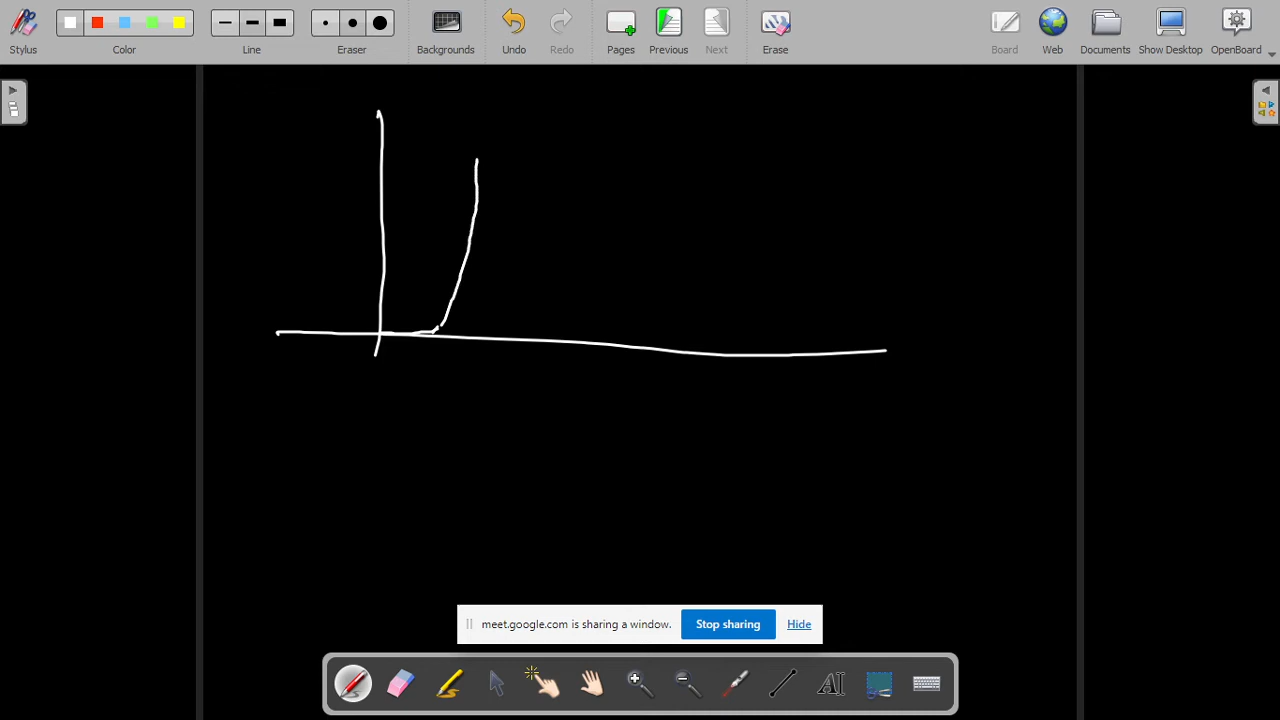 Stylus
Color
Line
Eraser
Backgrounds
Undo
Redo
Pages
Previous
Next
Erase
Board
Web
Documents
Show Desktop
OpenBoard
meet.google.com is sharing a window.
Stop sharing
Hide
AI